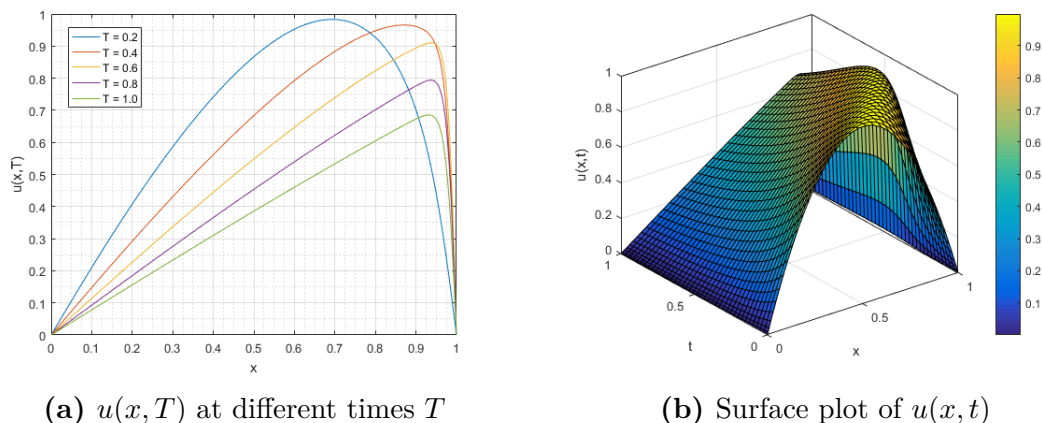 1
0.9
0.8
0.7
0.6
0.5
0.4
0.3
0.2
0.1
0
u(x,T)
T = 0.2
T = 0.4
T = 0.6
T = 0.8
T = 1.0
0 0.1 0.2 0.3 0.4 0.5 0.6 0.7 0.8 0.9 1
x
(a) u(x, T) at different times T
1
0.8
0.6
0.4
0.2
0
u(x,t)
1
0.5
0
t
0
0.5
1
x
0.9
0.8
0.7
0.6
0.5
0.4
0.3
0.2
0.1
(b) Surface plot of u(x, t)